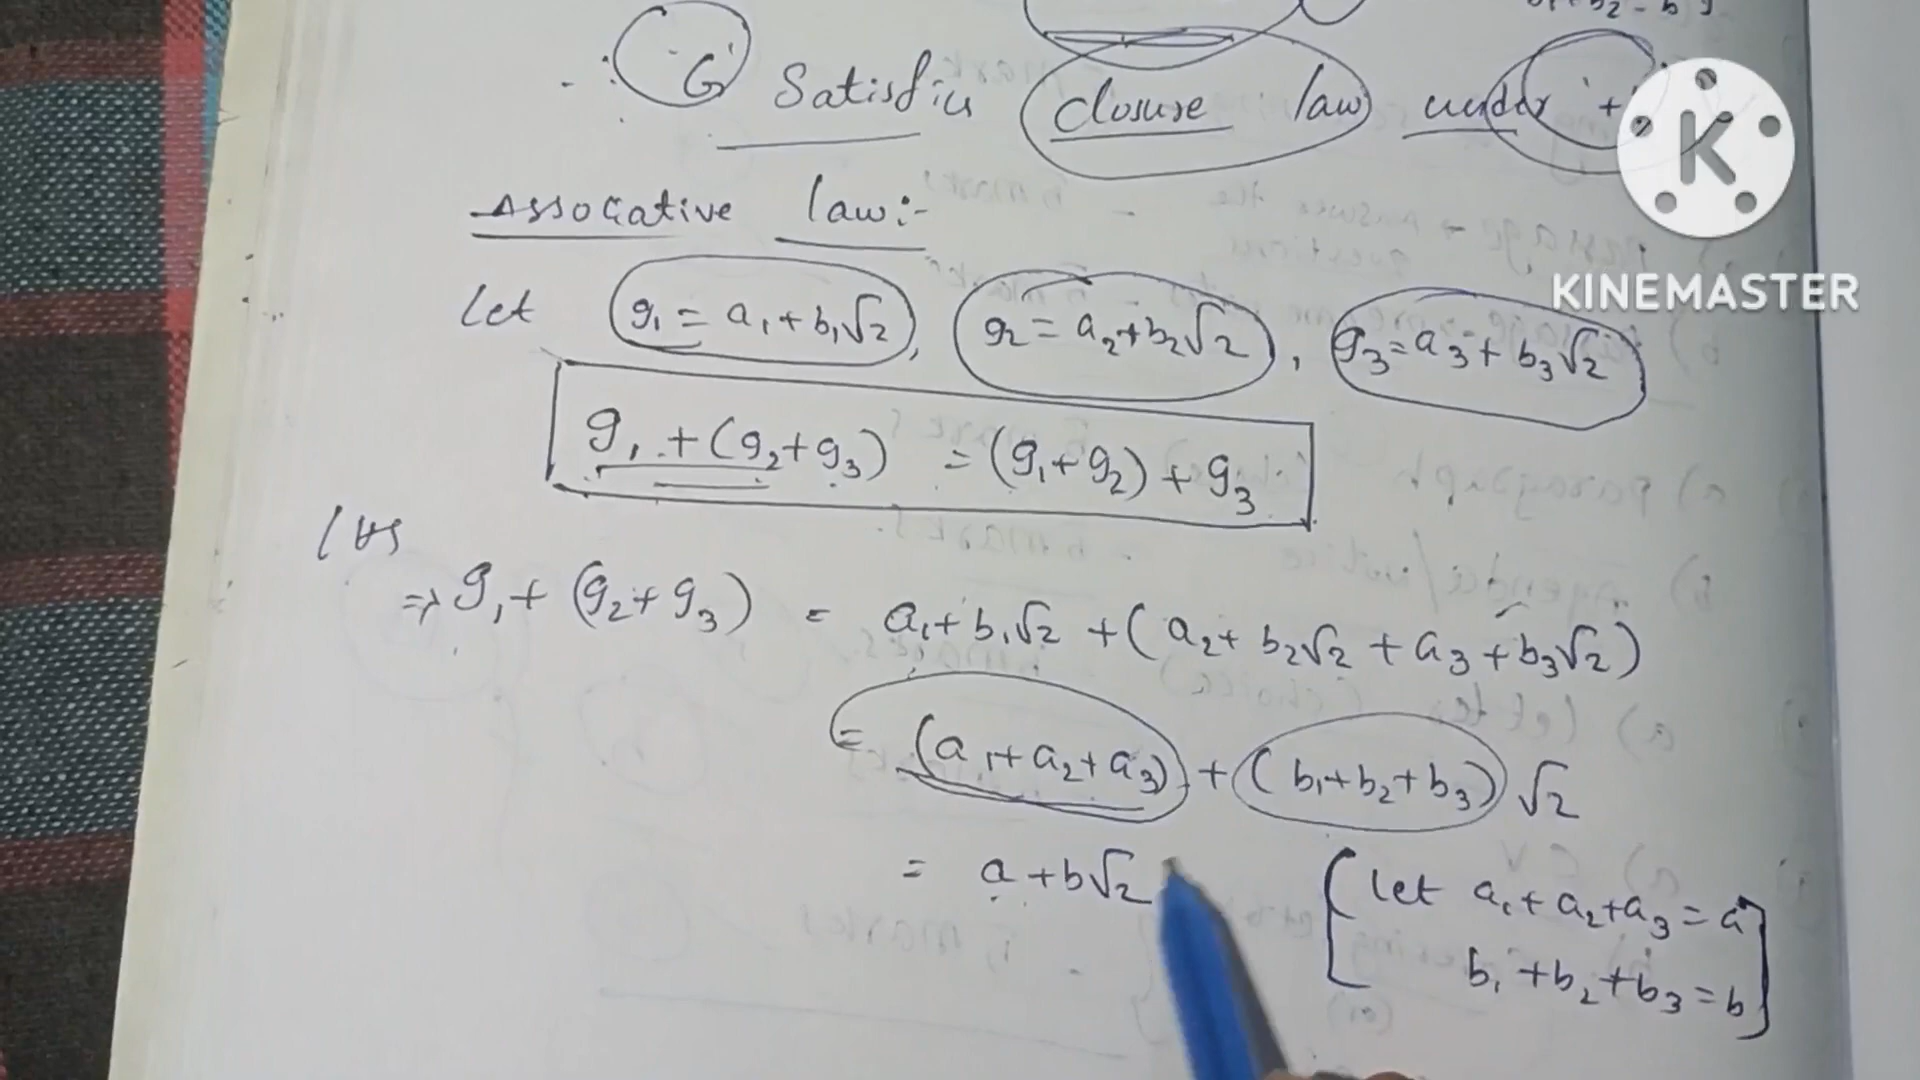 ∴ 'G' Satisfies closure law under '+'
K
KINEMASTER
Assocative law:-
Let g₁ = a₁+b₁√2, g₂ = a₂+b₂√2, g₃=a₃+b₃√2
g₁+(g₂+g₃) = (g₁+g₂)+g₃
LHS
⇒ g₁+(g₂+g₃) = a₁+b₁√2+(a₂+b₂√2+a₃+b₃√2)
= (a₁+a₂+a₃)+(b₁+b₂+b₃)√2
= a+b√2 [let a₁+a₂+a₃=a
b₁+b₂+b₃=b]